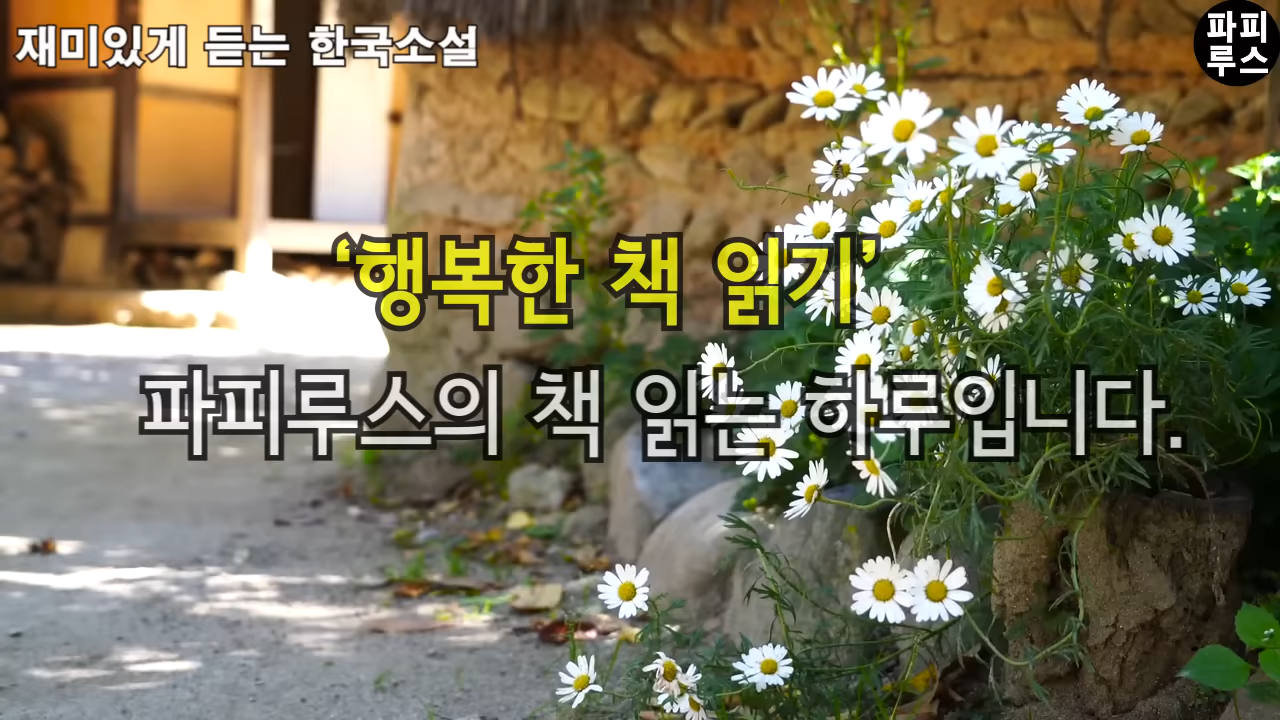 재미있게 듣는 한국소설
파피
루스
‘행복한 책 읽기’
파피루스의 책 읽는 하루입니다.